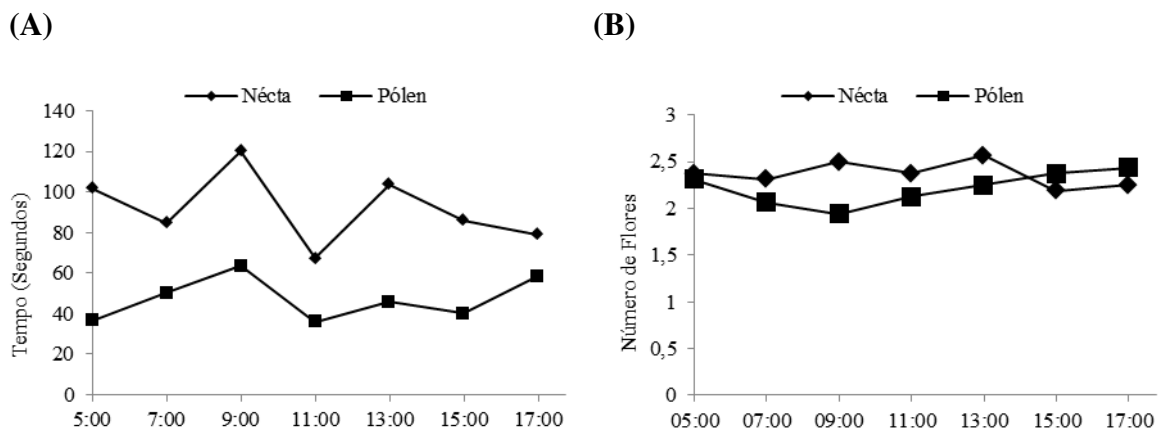 (A)
(B)
Nécta Pólen
140
120
100
80
60
40
20
0
Tempo (Segundos)
5:00 7:00 9:00 11:00 13:00 15:00 17:00
Nécta Pólen
3
2,5
2
1,5
1
0,5
0
Número de Flores
05:00 07:00 09:00 11:00 13:00 15:00 17:00